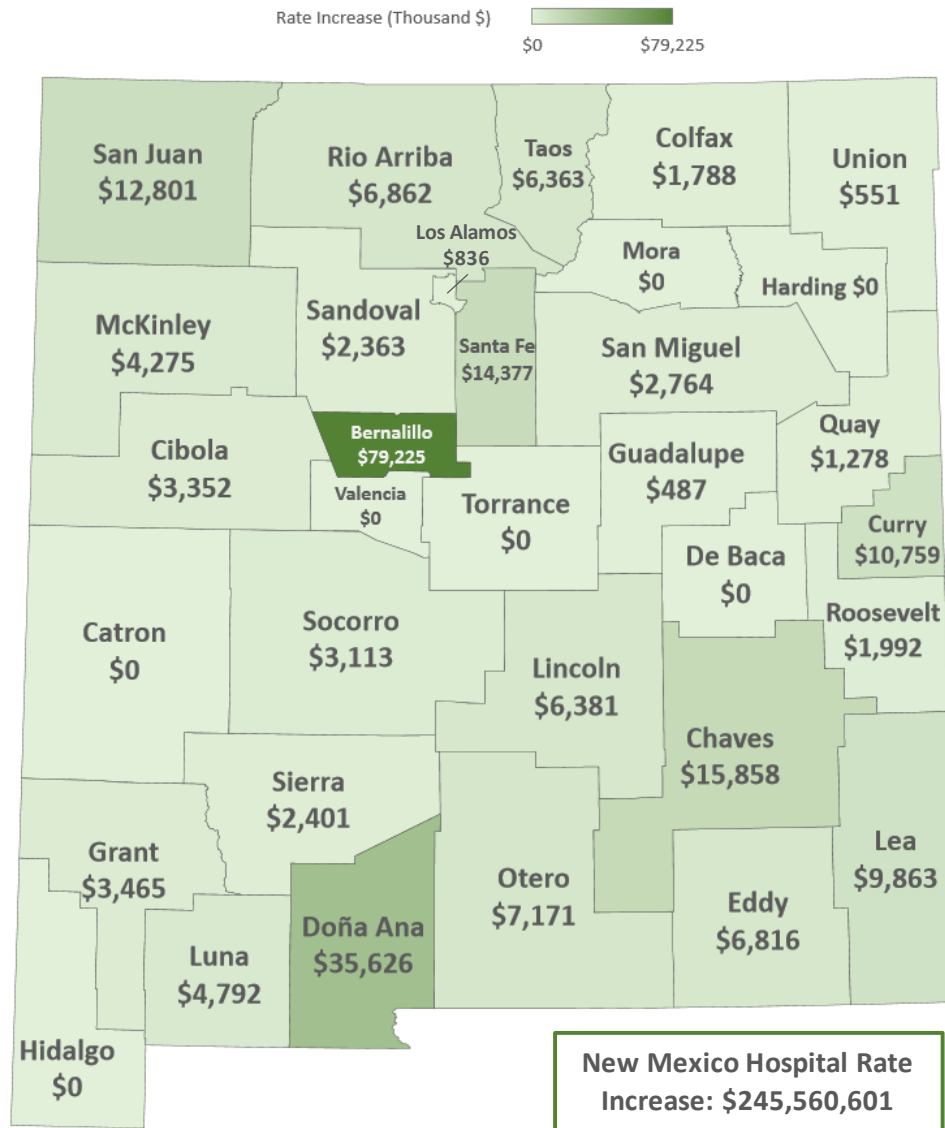 Rate Increase (Thousand $)
$0
$79,225
San Juan
$12,801
Rio Arriba
$6,862
Taos
$6,363
Colfax
$1,788
Union
$551
Los Alamos
$836
Mora
$0
Harding $0
McKinley
$4,275
Sandoval
$2,363
Santa Fe
$14,377
San Miguel
$2,764
Cibola
$3,352
Bernalillo
$79,225
Valencia
$0
Torrance
$0
Guadalupe
$487
Quay
$1,278
Curry
$10,759
De Baca
$0
Roosevelt
$1,992
Catron
$0
Socorro
$3,113
Lincoln
$6,381
Chaves
$15,858
Sierra
$2,401
Grant
$3,465
Luna
$4,792
Doña Ana
$35,626
Otero
$7,171
Eddy
$6,816
Lea
$9,863
Hidalgo
$0
New Mexico Hospital Rate
Increase: $245,560,601